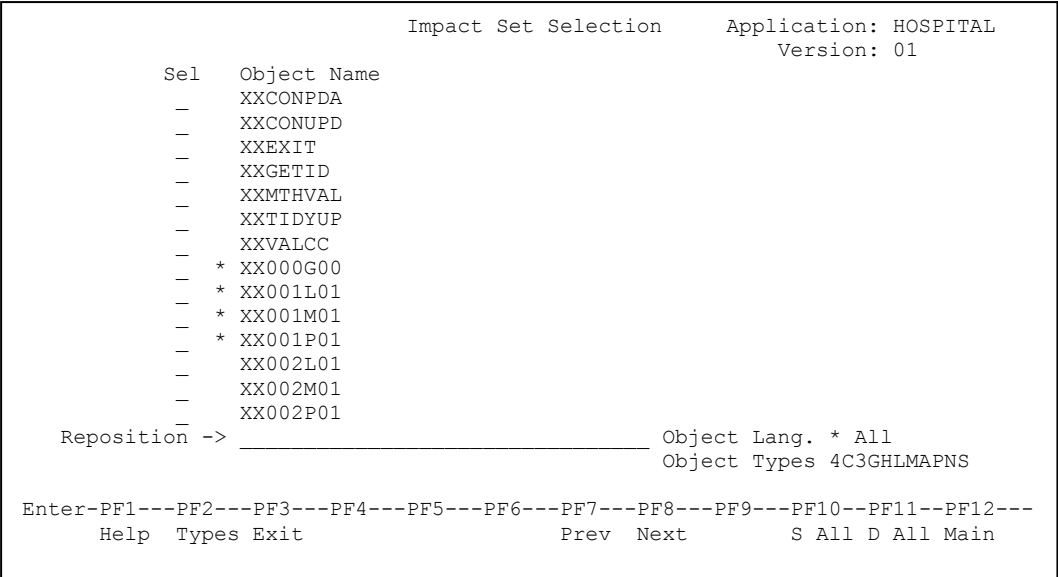 Impact Set Selection     Application: HOSPITAL
Version: 01
Sel   Object Name
_     XXCONPDA
_     XXCONUPD
_     XXEXIT
_     XXGETID
_     XXMTHVAL
_     XXTIDYUP
_     XXVALCC
_   * XX000G00
_   * XX001L01
_   * XX001M01
_   * XX001P01
_     XX002L01
_     XX002M01
_     XX002P01
Reposition -> ________________________________ Object Lang. * All
Object Types 4C3GHLMAPNS
Enter-PF1---PF2---PF3---PF4---PF5---PF6---PF7---PF8---PF9---PF10--PF11--PF12---
Help  Types Exit                    Prev  Next        S All D All Main